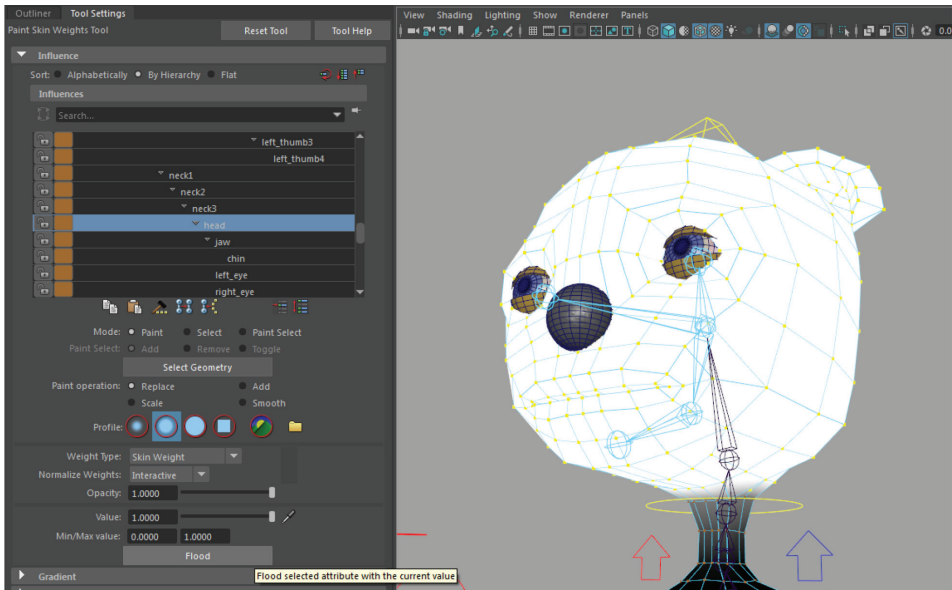 Outliner Tool Settings
View Shading Lighting Show Renderer Panels
Paint Skin Weights Tool Reset Tool Tool Help
0.0
Influence
Sort: Alphabetically By Hierarchy Flat
Influences
Search...
left_thumb3
left_thumb4
neck1
neck2
neck3
head
jaw
chin
left_eye
right_eye
Mode: Paint Select Paint Select
Paint Select: Add Remove Toggle
Select Geometry
Paint operation: Replace Add
Scale Smooth
Profile:
Weight Type: Skin Weight
Normalize Weights: Interactive
Opacity: 1.0000
Value: 1.0000
Min/Max value: 0.0000 1.0000
Flood
Gradient
Flood selected attribute with the current value